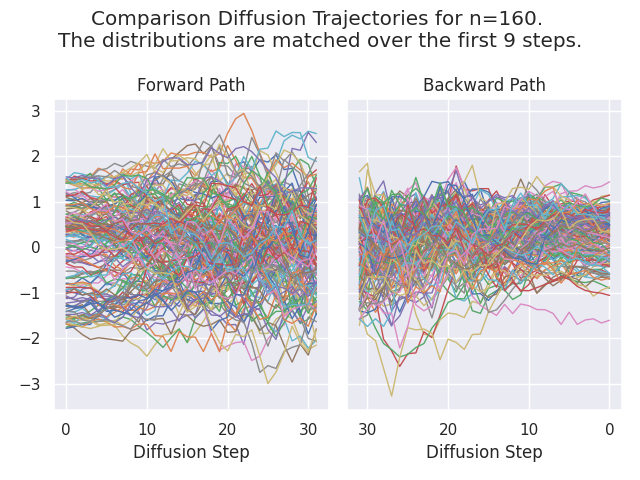 Comparison Diffusion Trajectories for n=160.
The distributions are matched over the first 9 steps.
Forward Path
Backward Path
3
2
1
0
−1
−2
−3
0 10 20 30
30 20 10 0
Diffusion Step
Diffusion Step